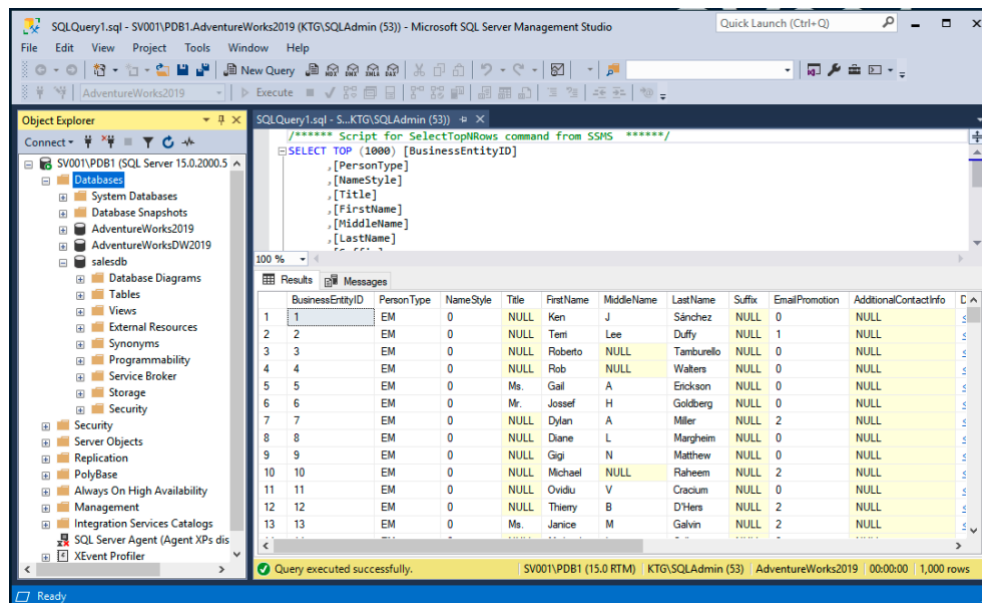 SQLQuery1.sql - SV001\PDB1.AdventureWorks2019 (KTG\SQLAdmin (53)) - Microsoft SQL Server Management Studio
Quick Launch (Ctrl+Q)
File Edit View Project Tools Window Help
New Query
AdventureWorks2019
Execute
Object Explorer
Connect
SV001\PDB1 (SQL Server 15.0.2000.5
Databases
System Databases
Database Snapshots
AdventureWorks2019
AdventureWorksDW2019
salesdb
Database Diagrams
Tables
Views
External Resources
Synonyms
Programmability
Service Broker
Storage
Security
Security
Server Objects
Replication
PolyBase
Always On High Availability
Management
Integration Services Catalogs
SQL Server Agent (Agent XPs dis
XEvent Profiler
SQLQuery1.sql - S...KTG\SQLAdmin (53))
/****** Script for SelectTopNRows command from SSMS ******/
SELECT TOP (1000) [BusinessEntityID]
,[PersonType]
,[NameStyle]
,[Title]
,[FirstName]
,[MiddleName]
,[LastName]
100 %
Results Messages
BusinessEntityID PersonType NameStyle Title FirstName MiddleName LastName Suffix EmailPromotion AdditionalContactInfo D
1 1 EM 0 NULL Ken J Sánchez NULL 0 NULL
2 2 EM 0 NULL Terri Lee Duffy NULL 1 NULL
3 3 EM 0 NULL Roberto NULL Tamburello NULL 0 NULL
4 4 EM 0 NULL Rob NULL Walters NULL 0 NULL
5 5 EM 0 Ms. Gail A Erickson NULL 0 NULL
6 6 EM 0 Mr. Jossef H Goldberg NULL 0 NULL
7 7 EM 0 NULL Dylan A Miller NULL 2 NULL
8 8 EM 0 NULL Diane L Margheim NULL 0 NULL
9 9 EM 0 NULL Gigi N Matthew NULL 0 NULL
10 10 EM 0 NULL Michael NULL Raheem NULL 2 NULL
11 11 EM 0 NULL Ovidiu V Cracium NULL 0 NULL
12 12 EM 0 NULL Thierry B D'Hers NULL 2 NULL
13 13 EM 0 Ms. Janice M Galvin NULL 2 NULL
Query executed successfully. SV001\PDB1 (15.0 RTM) KTG\SQLAdmin (53) AdventureWorks2019 00:00:00 1,000 rows
Ready